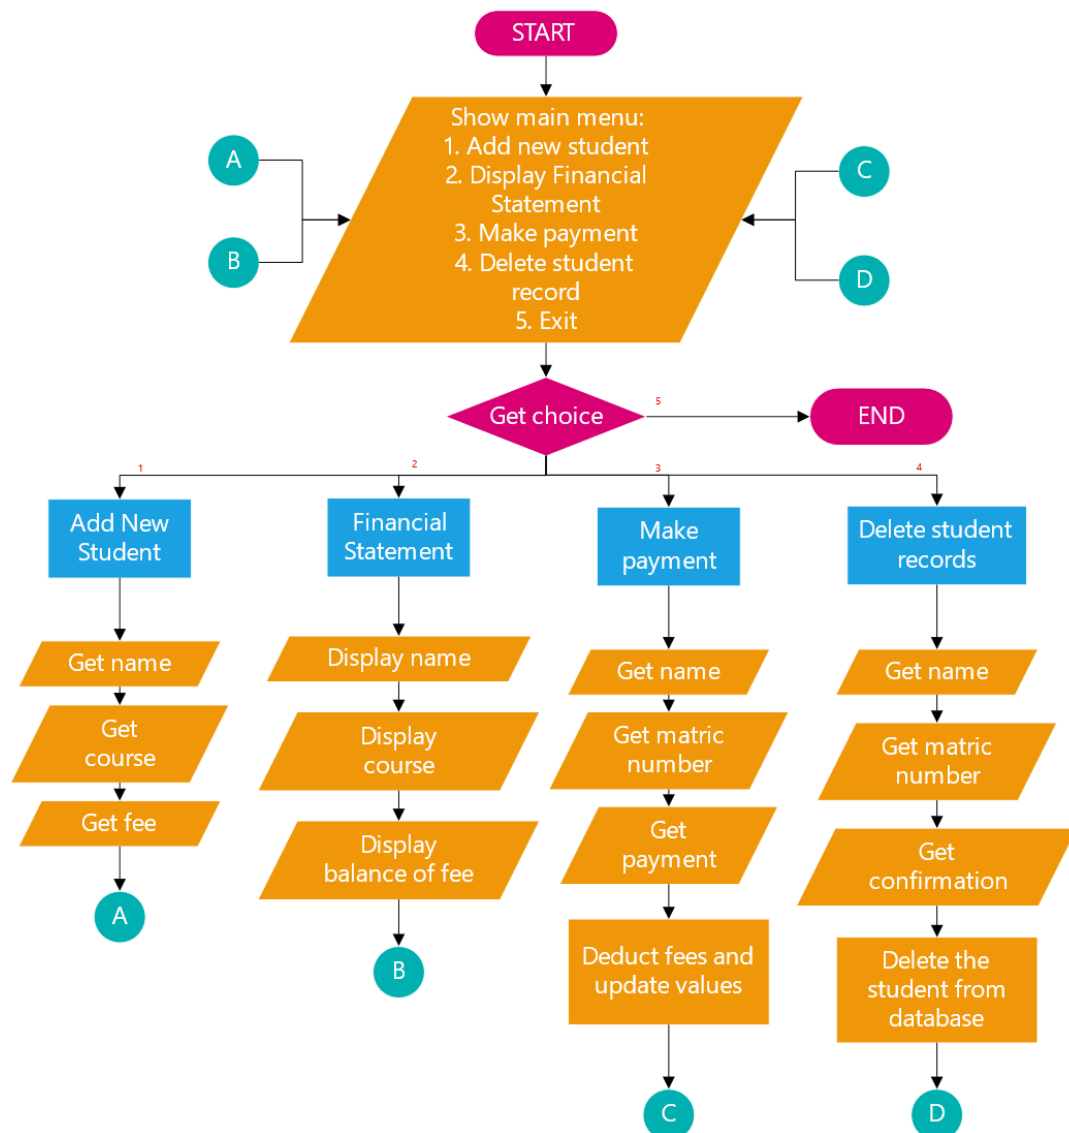 START
Show main menu:
1. Add new student
2. Display Financial
Statement
3. Make payment
4. Delete student
record
5. Exit
A
B
C
D
Get choice
5
END
1
2
3
4
Add New
Student
Get name
Get
course
Get fee
A
Financial
Statement
Display name
Display
course
Display
balance of fee
B
Make
payment
Get name
Get matric
number
Get
payment
Deduct fees and
update values
C
Delete student
records
Get name
Get matric
number
Get
confirmation
Delete the
student from
database
D